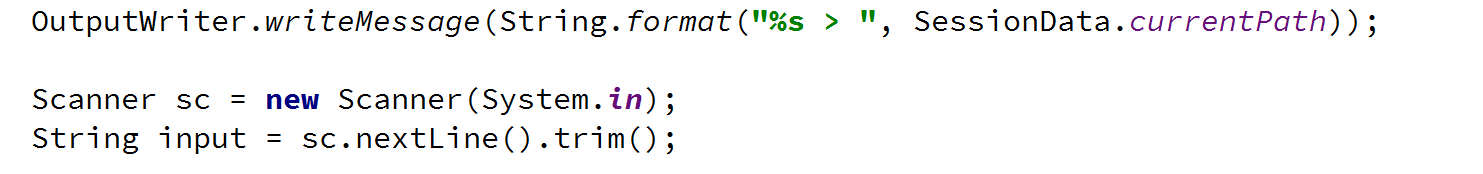 OutputWriter.writeMessage(String.format("%s > ", SessionData.currentPath));
Scanner sc = new Scanner(System.in);
String input = sc.nextLine().trim();